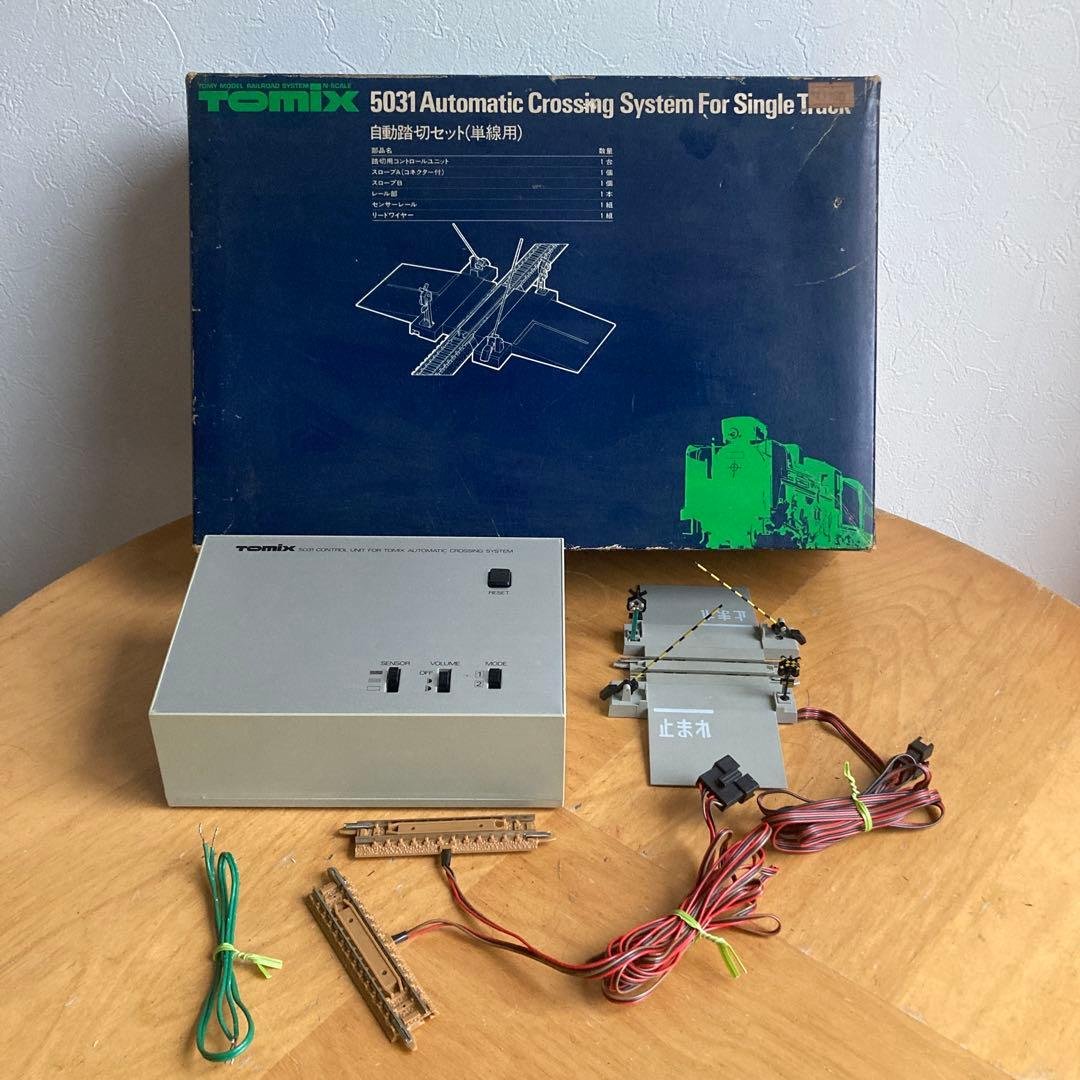 TOMY MODEL RAILROAD SYSTEM N-SCALE
TOMIX
5031 Automatic Crossing System For Single Track
自動踏切セット(単線用)
部品名 数量
踏切用コントロールユニット 1台
スロープA(コネクター付) 1個
スロープB 1個
レール部 1本
センサーレール 1組
リードワイヤー 1組
TOMIX 5031 CONTROL UNIT FOR TOMIX AUTOMATIC CROSSING SYSTEM
RESET
SENSOR VOLUME MODE
OFF 1
2
止まれ
止まれ